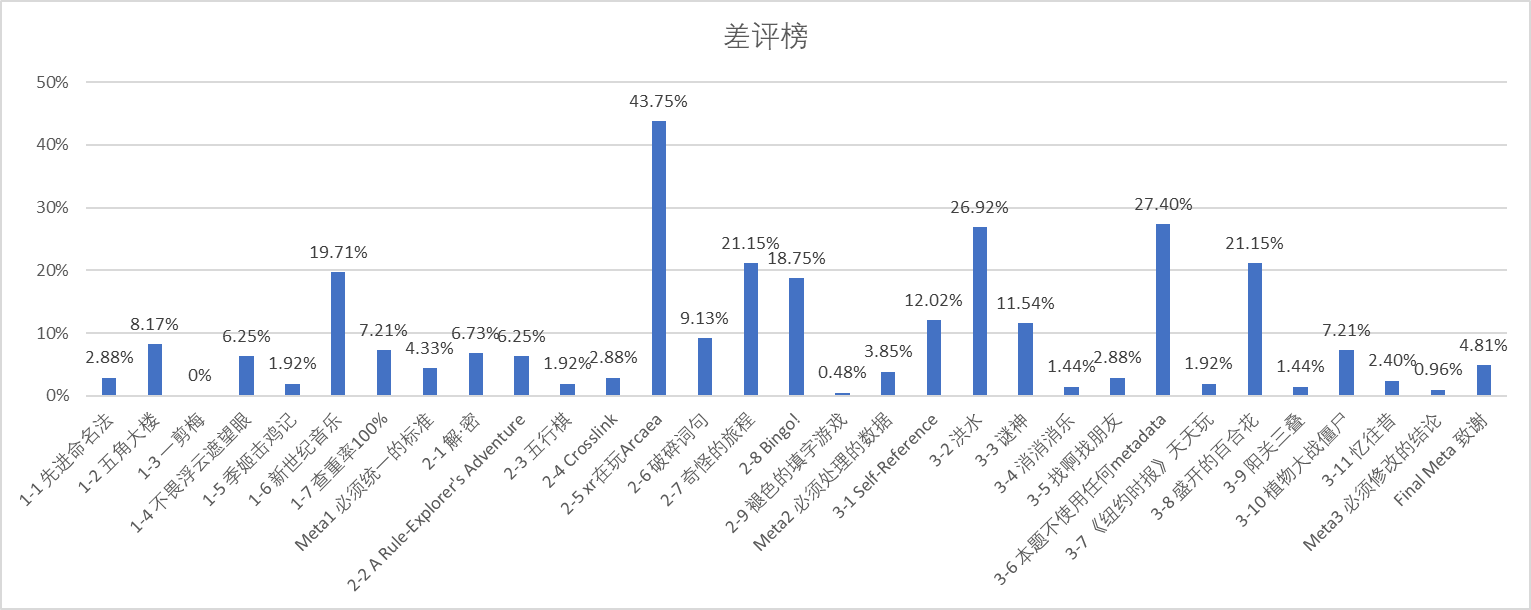 差评榜
50%
40%
30%
20%
10%
0%
2.88%
8.17%
0%
6.25%
1.92%
19.71%
7.21%
4.33%
6.73%
6.25%
1.92%
2.88%
43.75%
9.13%
21.15%
18.75%
0.48%
3.85%
12.02%
26.92%
11.54%
1.44%
2.88%
27.40%
1.92%
21.15%
1.44%
7.21%
2.40%
0.96%
4.81%
1-1 先进命名法
1-2 五角大楼
1-3 一剪梅
1-4 不畏浮云遮望眼
1-5 李姬击鸡记
1-6 新世纪音乐
1-7 查重率100%
Meta1 必须统一的标准
2-1 解·密
2-2 A Rule-Explorer's Adventure
2-3 五行棋
2-4 Crosslink
2-5 xr在玩Arcaea
2-6 破碎词句
2-7 奇怪的旅程
2-8 Bingo!
2-9 褪色的填字游戏
Meta2 必须处理的数据
3-1 Self-Reference
3-2 洪水
3-3 谜神
3-4 消消消乐
3-5 找啊找朋友
3-6 本题不使用任何metadata
3-7 《纽约时报》天天玩
3-8 盛开的百合花
3-9 阳关三叠
3-10 植物大战僵尸
3-11 忆往昔
Meta3 必须修改的结论
Final Meta 致谢